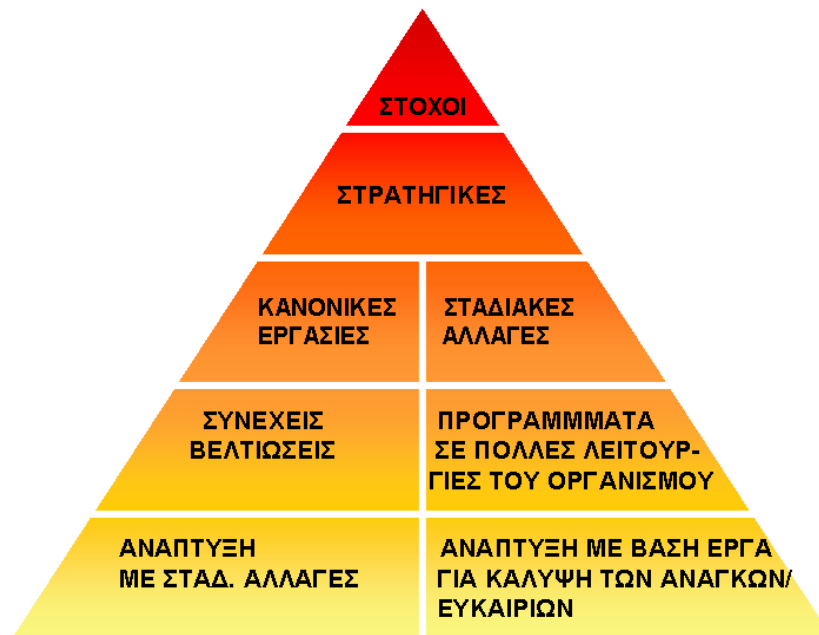 ΣΤΟΧΟΙ
ΣΤΡΑΤΗΓΙΚΕΣ
ΚΑΝΟΝΙΚΕΣ
ΕΡΓΑΣΙΕΣ
ΣΤΑΔΙΑΚΕΣ
ΑΛΛΑΓΕΣ
ΣΥΝΕΧΕΙΣ
ΒΕΛΤΙΩΣΕΙΣ
ΠΡΟΓΡΑΜΜΜΑΤΑ
ΣΕ ΠΟΛΛΕΣ ΛΕΙΤΟΥΡ-
ΓΙΕΣ ΤΟΥ ΟΡΓΑΝΙΣΜΟΥ
ΑΝΑΠΤΥΞΗ
ΜΕ ΣΤΑΔ. ΑΛΛΑΓΕΣ
ΑΝΑΠΤΥΞΗ ΜΕ ΒΑΣΗ ΕΡΓΑ
ΓΙΑ ΚΑΛΥΨΗ ΤΩΝ ΑΝΑΓΚΩΝ/
ΕΥΚΑΙΡΙΩΝ